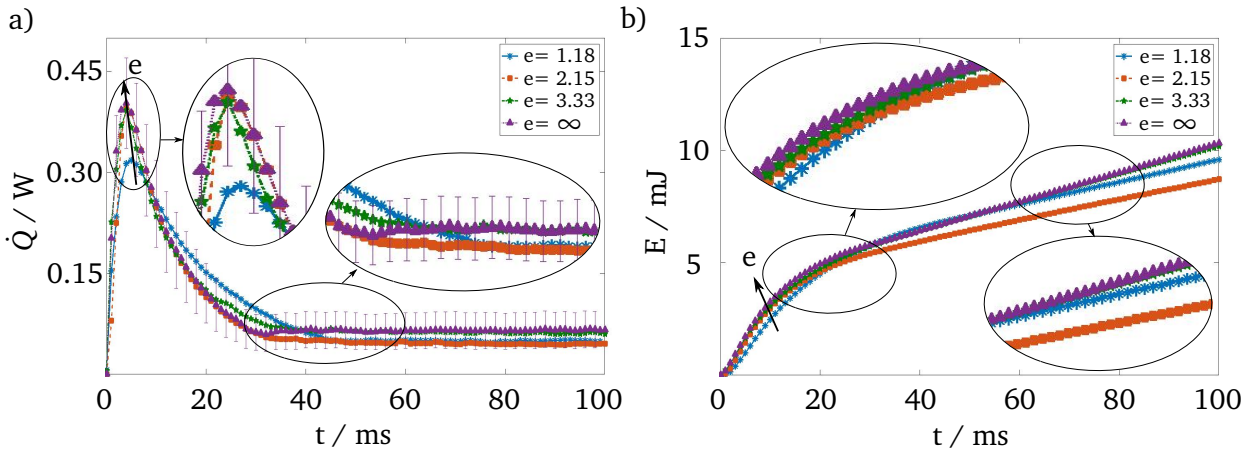 a)
Q̇ / W
0.45
0.30
0.15
0
20
40
60
80
100
t / ms
e
e= 1.18
e= 2.15
e= 3.33
e= ∞
b)
E / mJ
15
10
5
0
20
40
60
80
100
t / ms
e
e= 1.18
e= 2.15
e= 3.33
e= ∞